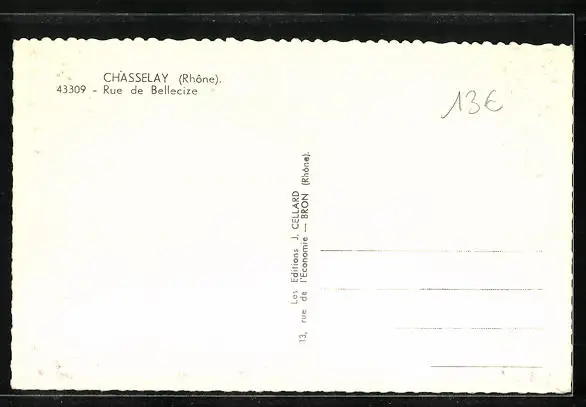 CHASSELAY (Rhône).
43309 - Rue de Bellecize
13€
Les Editions J. CELLARD
13, rue de l'Economie — BRON (Rhône).